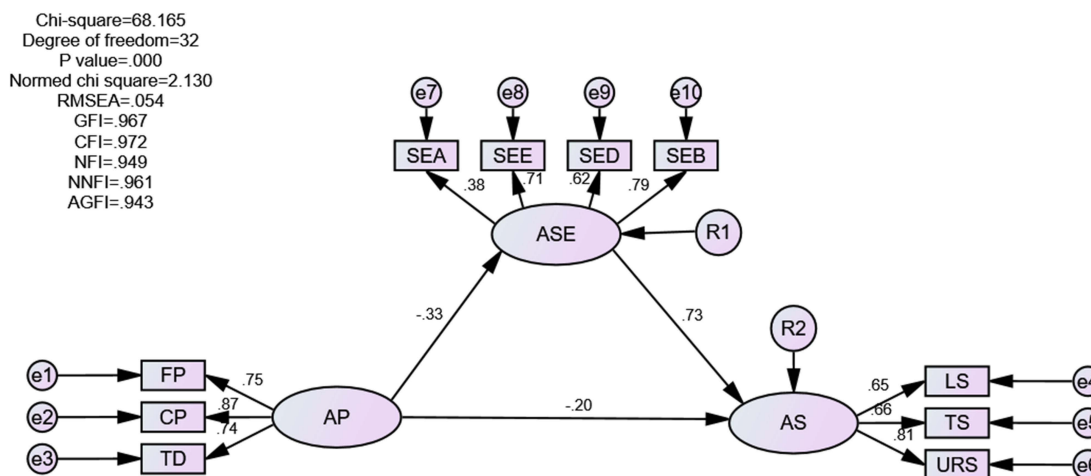 Chi-square=68.165
Degree of freedom=32
P value=.000
Normed chi square=2.130
RMSEA=.054
GFI=.967
CFI=.972
NFI=.949
NNFI=.961
AGFI=.943
e7 e8 e9 e10
SEA SEE SED SEB
.38 .71 .62 .79
ASE R1
-.33 .73
R2
e1 FP .75
e2 CP .87
e3 TD .74
AP -.20 AS
.65 LS
.66 TS
.81 URS